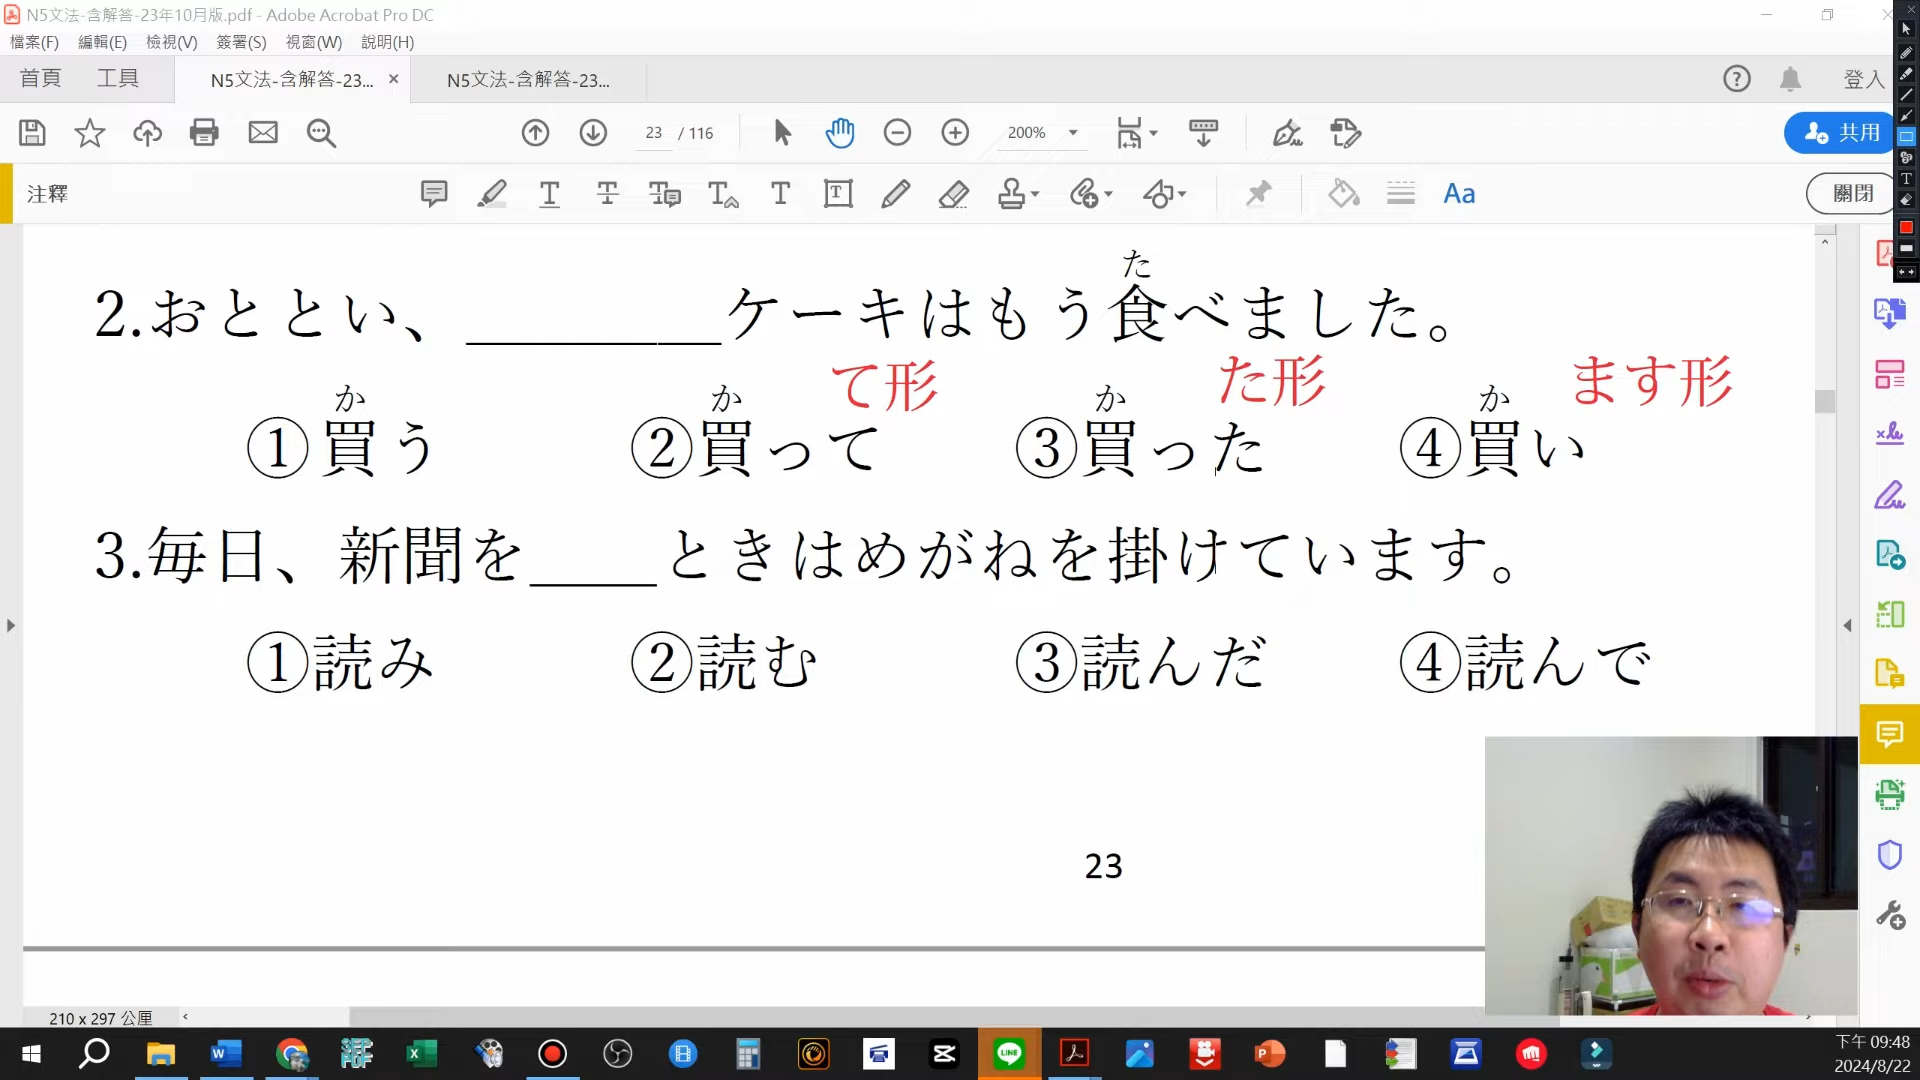 N5文法-含解答-23年10月版.pdf - Adobe Acrobat Pro DC
檔案(F) 編輯(E) 檢視(V) 簽署(S) 視窗(W) 說明(H)
首頁 工具 N5文法-含解答-23... × N5文法-含解答-23... 登入
23 / 116 200% 共用
注釋 Aa 關閉
た
2.おととい、________ケーキはもう食べました。
て形 た形 ます形
か か か か
①買う ②買って ③買った ④買い
3.毎日、新聞を____ときはめがねを掛けています。
①読み ②読む ③読んだ ④読んで
23
210 x 297 公厘
下午 09:48
2024/8/22